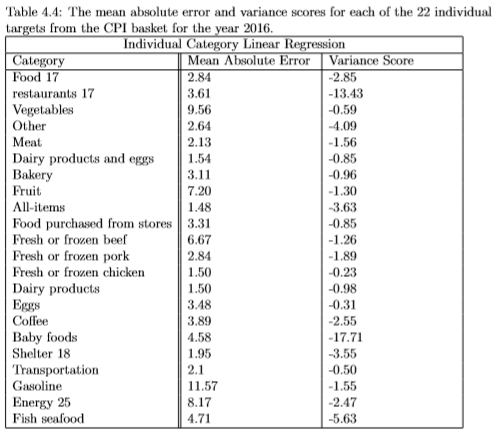 Table 4.4: The mean absolute error and variance scores for each of the 22 individual
targets from the CPI basket for the year 2016.
Individual Category Linear Regression
Category Mean Absolute Error Variance Score
Food 17 2.84 -2.85
restaurants 17 3.61 -13.43
Vegetables 9.56 -0.59
Other 2.64 -4.09
Meat 2.13 -1.56
Dairy products and eggs 1.54 -0.85
Bakery 3.11 -0.96
Fruit 7.20 -1.30
All-items 1.48 -3.63
Food purchased from stores 3.31 -0.85
Fresh or frozen beef 6.67 -1.26
Fresh or frozen pork 2.84 -1.89
Fresh or frozen chicken 1.50 -0.23
Dairy products 1.50 -0.98
Eggs 3.48 -0.31
Coffee 3.89 -2.55
Baby foods 4.58 -17.71
Shelter 18 1.95 -3.55
Transportation 2.1 -0.50
Gasoline 11.57 -1.55
Energy 25 8.17 -2.47
Fish seafood 4.71 -5.63